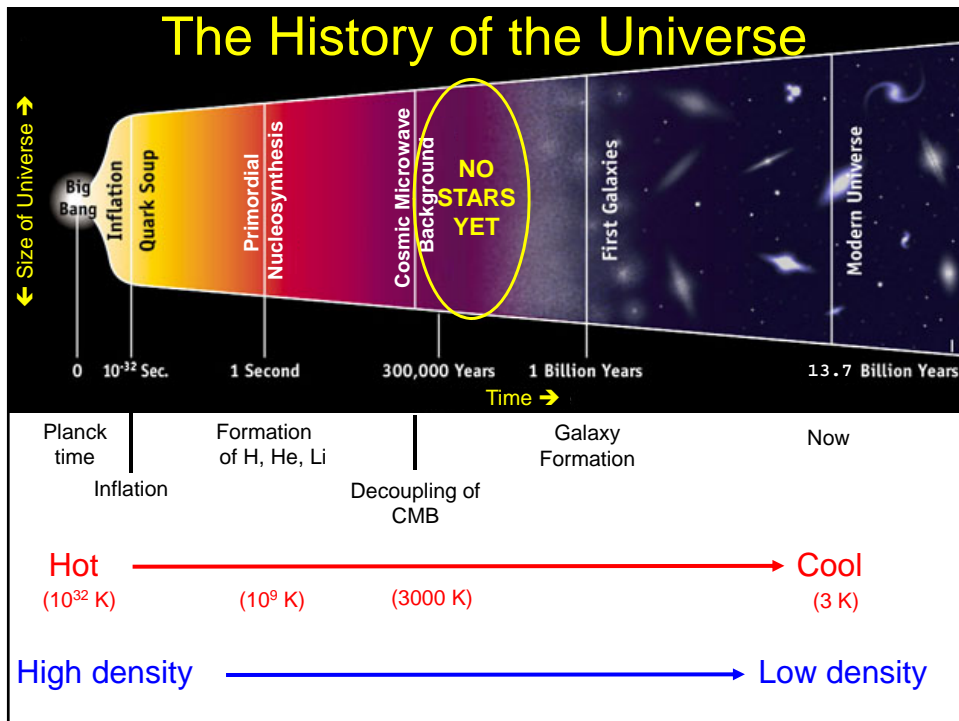 The History of the Universe
← Size of Universe →
Big
Bang
Inflation
Quark Soup
Primordial
Nucleosynthesis
Cosmic Microwave
Background
NO
STARS
YET
First Galaxies
Modern Universe
0
10⁻³² Sec.
1 Second
300,000 Years
1 Billion Years
13.7 Billion Years
Time →
Planck
time
Inflation
Formation
of H, He, Li
Decoupling of
CMB
Galaxy
Formation
Now
Hot
Cool
(10³² K)
(10⁹ K)
(3000 K)
(3 K)
High density
Low density